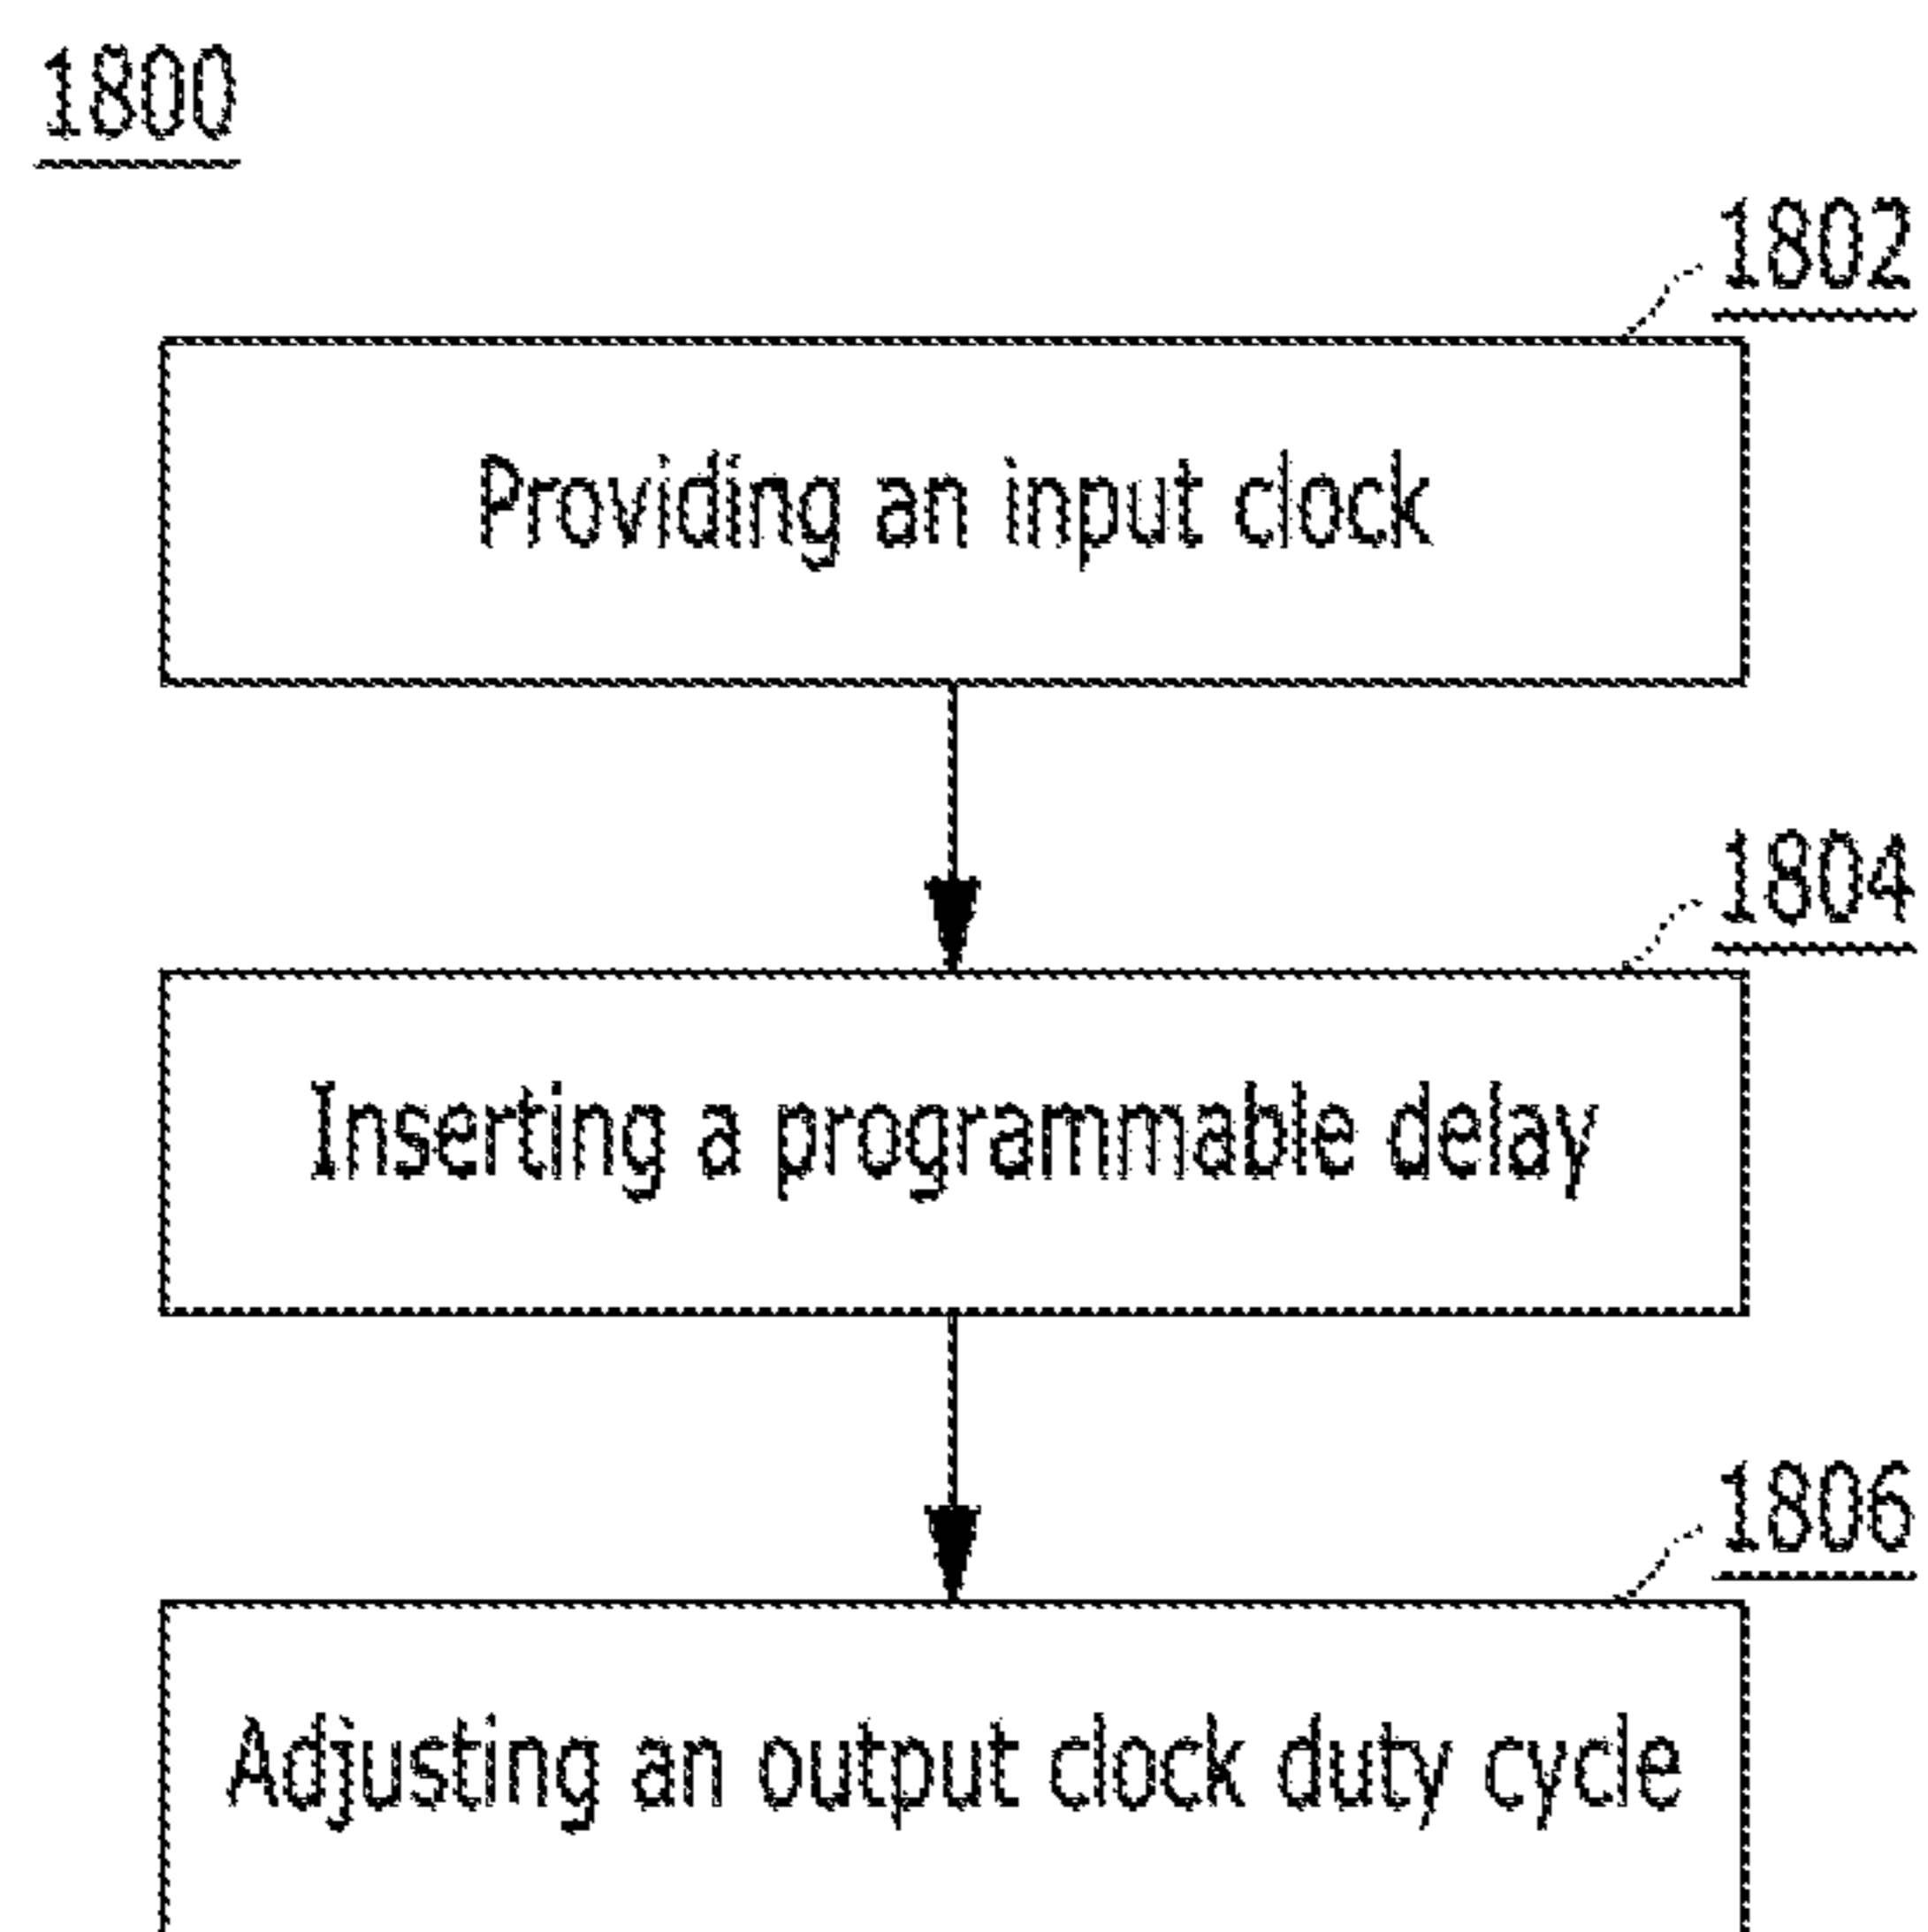 1800
1802
Providing an input clock
1804
Inserting a programmable delay
1806
Adjusting an output clock duty cycle